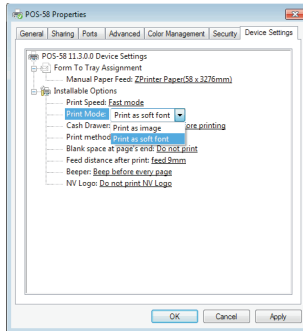 POS-58 Properties
General Sharing Ports Advanced Color Management Security Device Settings
POS-58 11.3.0.0 Device Settings
Form To Tray Assignment
Manual Paper Feed: ZPrinter Paper(58 x 3276mm)
Installable Options
Print Speed: Fast mode
Print Mode: Print as soft font
Cash Drawer: Print as image ore printing
Print method Print as soft font
Blank space at page's end: Do not print
Feed distance after print: feed 9mm
Beeper: Beep before every page
NV Logo: Do not print NV Logo
OK Cancel Apply